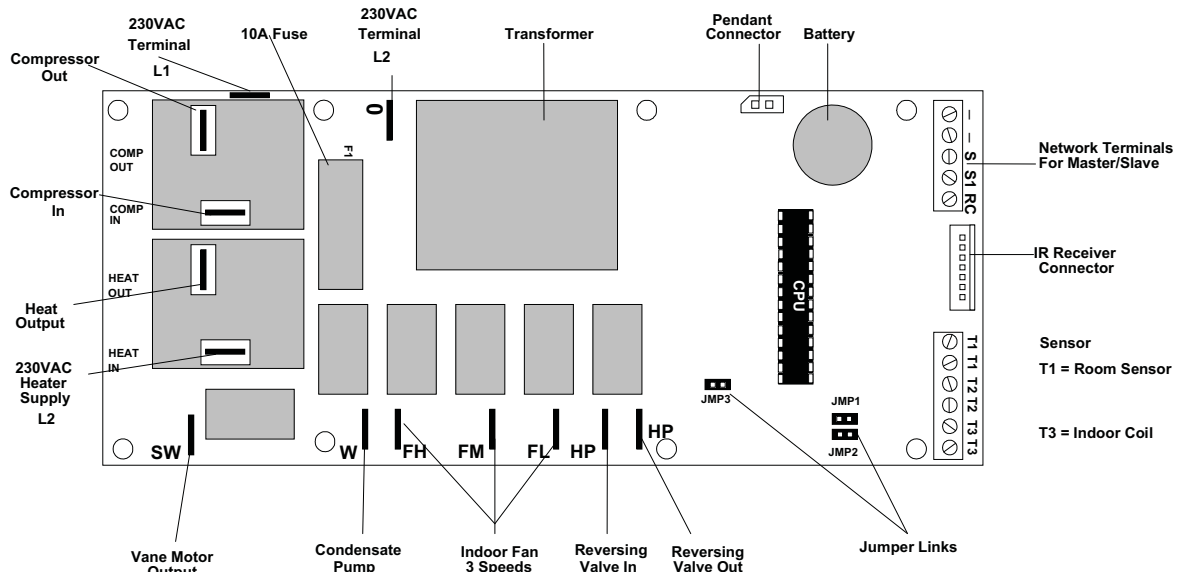 230VAC
Terminal
L1
Compressor
Out
10A Fuse
230VAC
Terminal
L2
Transformer
Pendant
Connector
Battery
0
F1
COMP
OUT
Compressor
In
COMP
IN
HEAT
OUT
Heat
Output
HEAT
IN
230VAC
Heater
Supply
L2
CPU
–
–
S
S1
RC
Network Terminals
For Master/Slave
IR Receiver
Connector
T1
T1
T2
T2
T3
T3
Sensor
T1 = Room Sensor
T3 = Indoor Coil
JMP3
JMP1
JMP2
SW
W
FH
FM
FL
HP
HP
Vane Motor
Output
Condensate
Pump
Indoor Fan
3 Speeds
Reversing
Valve In
Reversing
Valve Out
Jumper Links